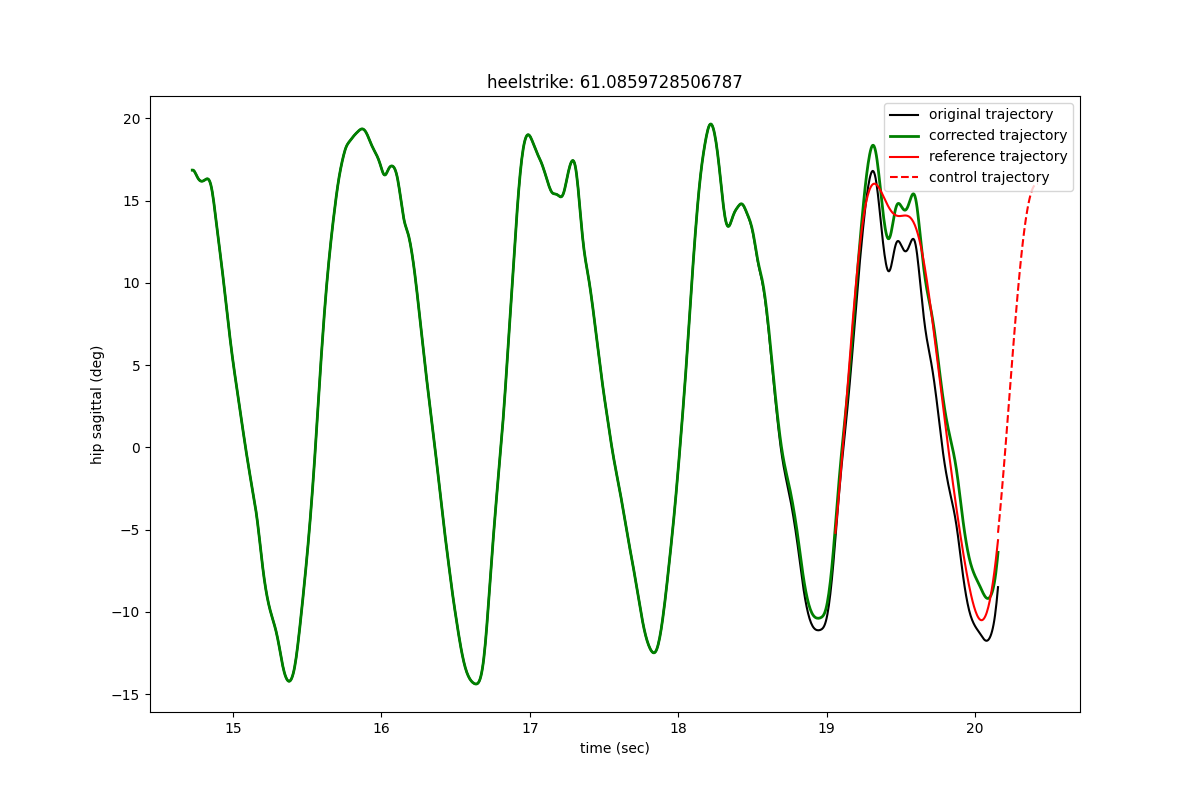 heelstrike: 61.0859728506787
original trajectory
corrected trajectory
reference trajectory
control trajectory
20
15
10
5
0
−5
−10
−15
hip sagittal (deg)
15 16 17 18 19 20
time (sec)